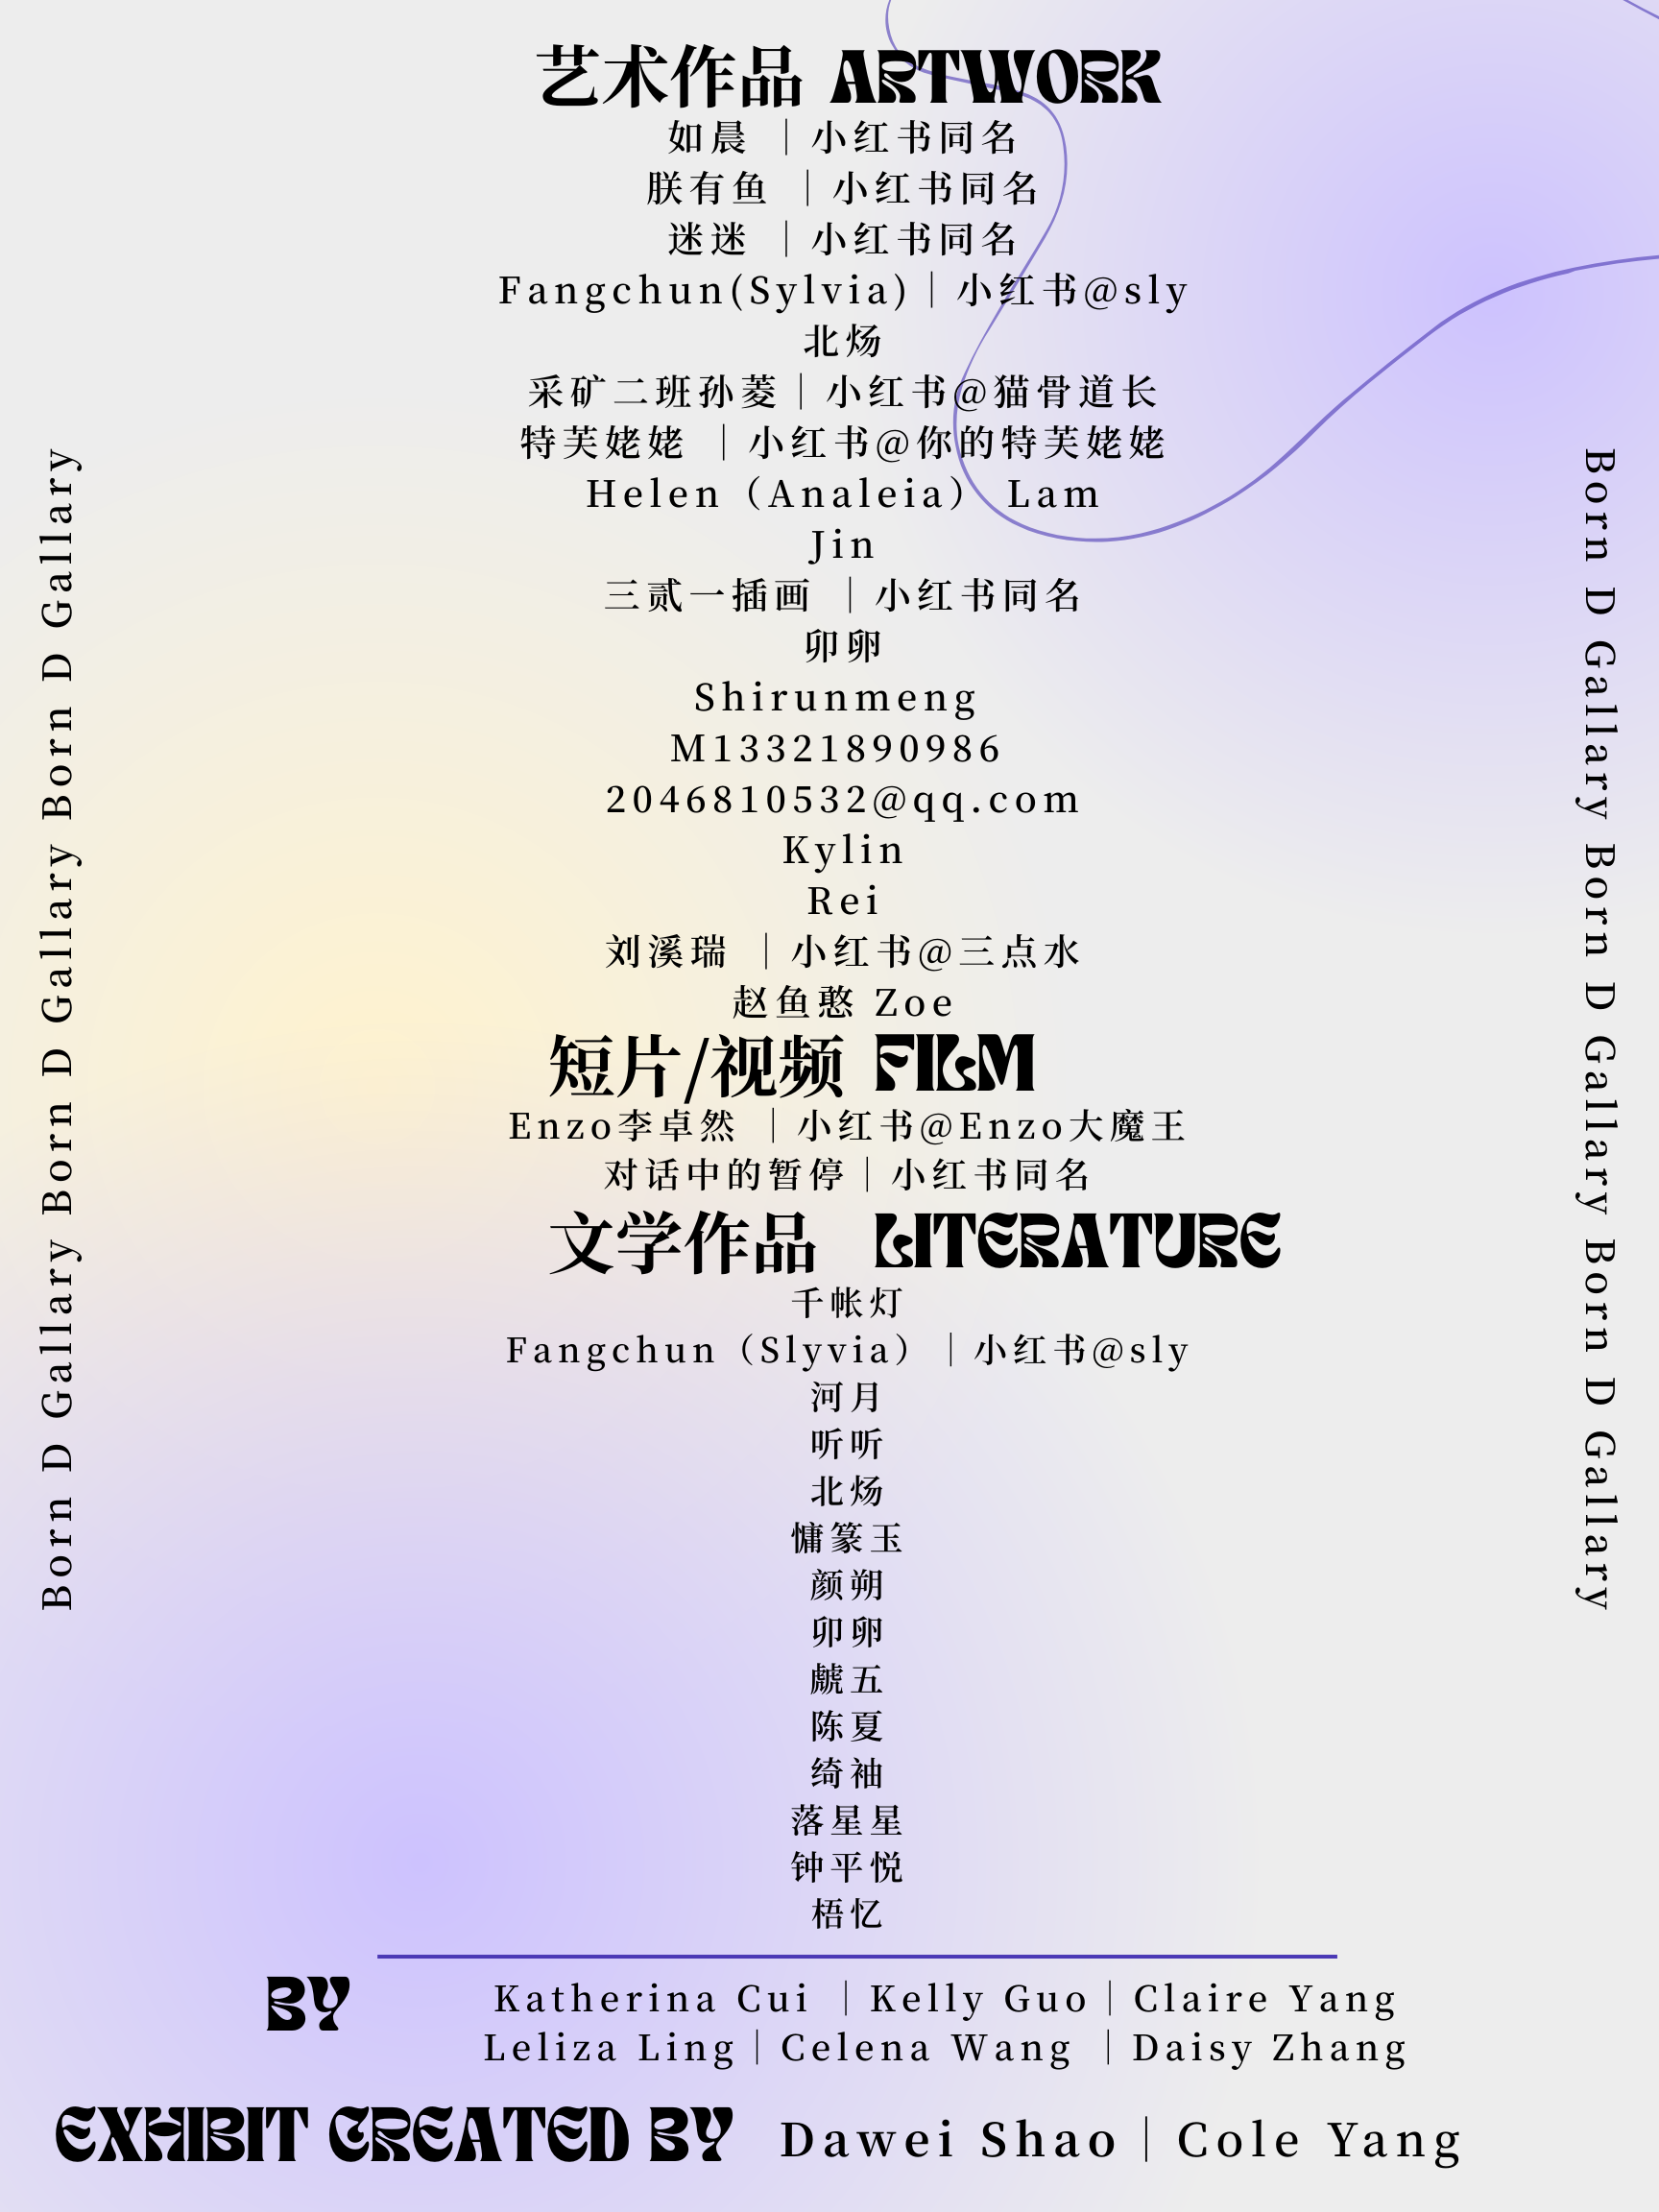 艺术作品 ARTWORK
如晨 ｜小红书同名
朕有鱼 ｜小红书同名
迷迷 ｜小红书同名
Fangchun(Sylvia)｜小红书@sly
北炀
采矿二班孙菱｜小红书@猫骨道长
特芙姥姥 ｜小红书@你的特芙姥姥
Helen（Analeia） Lam
Jin
三贰一插画 ｜小红书同名
卯卵
Shirunmeng
M13321890986
2046810532@qq.com
Kylin
Rei
刘溪瑞 ｜小红书@三点水
赵鱼憨 Zoe
短片/视频 FILM
Enzo李卓然 ｜小红书@Enzo大魔王
对话中的暂停｜小红书同名
文学作品 LITERATURE
千帐灯
Fangchun（Slyvia）｜小红书@sly
河月
听听
北炀
慵篆玉
颜朔
卯卵
虣五
陈夏
绮袖
落星星
钟平悦
梧忆
BY Katherina Cui ｜Kelly Guo｜Claire Yang
Leliza Ling｜Celena Wang ｜Daisy Zhang
EXHIBIT CREATED BY Dawei Shao｜Cole Yang
Born D Gallary Born D Gallary Born D Gallary
Born D Gallary Born D Gallary Born D Gallary